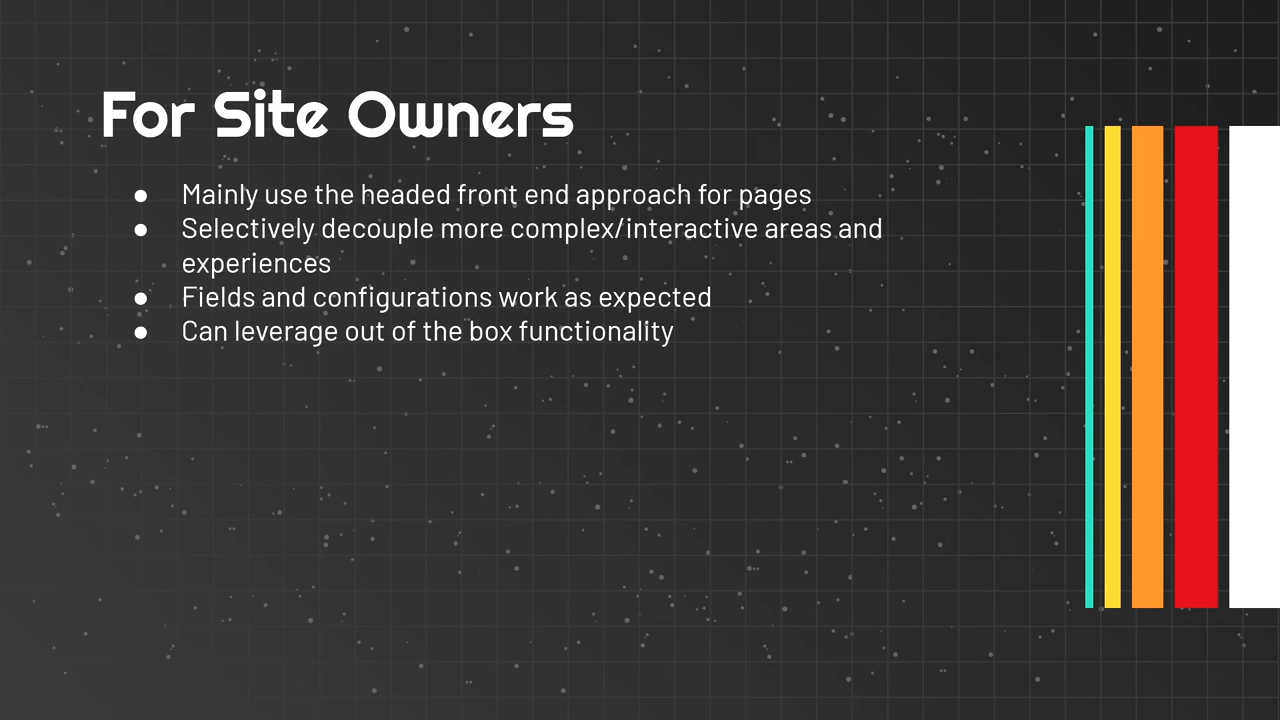 For Site Owners
● Mainly use the headed front end approach for pages
● Selectively decouple more complex/interactive areas and
experiences
● Fields and configurations work as expected
● Can leverage out of the box functionality